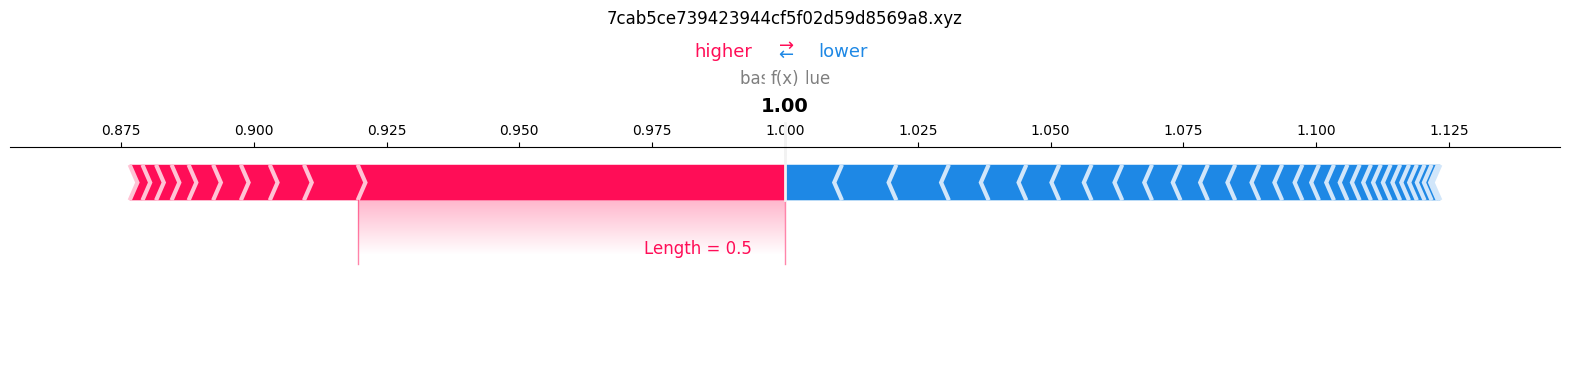 7cab5ce739423944cf5f02d59d8569a8.xyz
higher ⇄ lower
f(x)
1.00
0.875 0.900 0.925 0.950 0.975 1.000 1.025 1.050 1.075 1.100 1.125
Length = 0.5